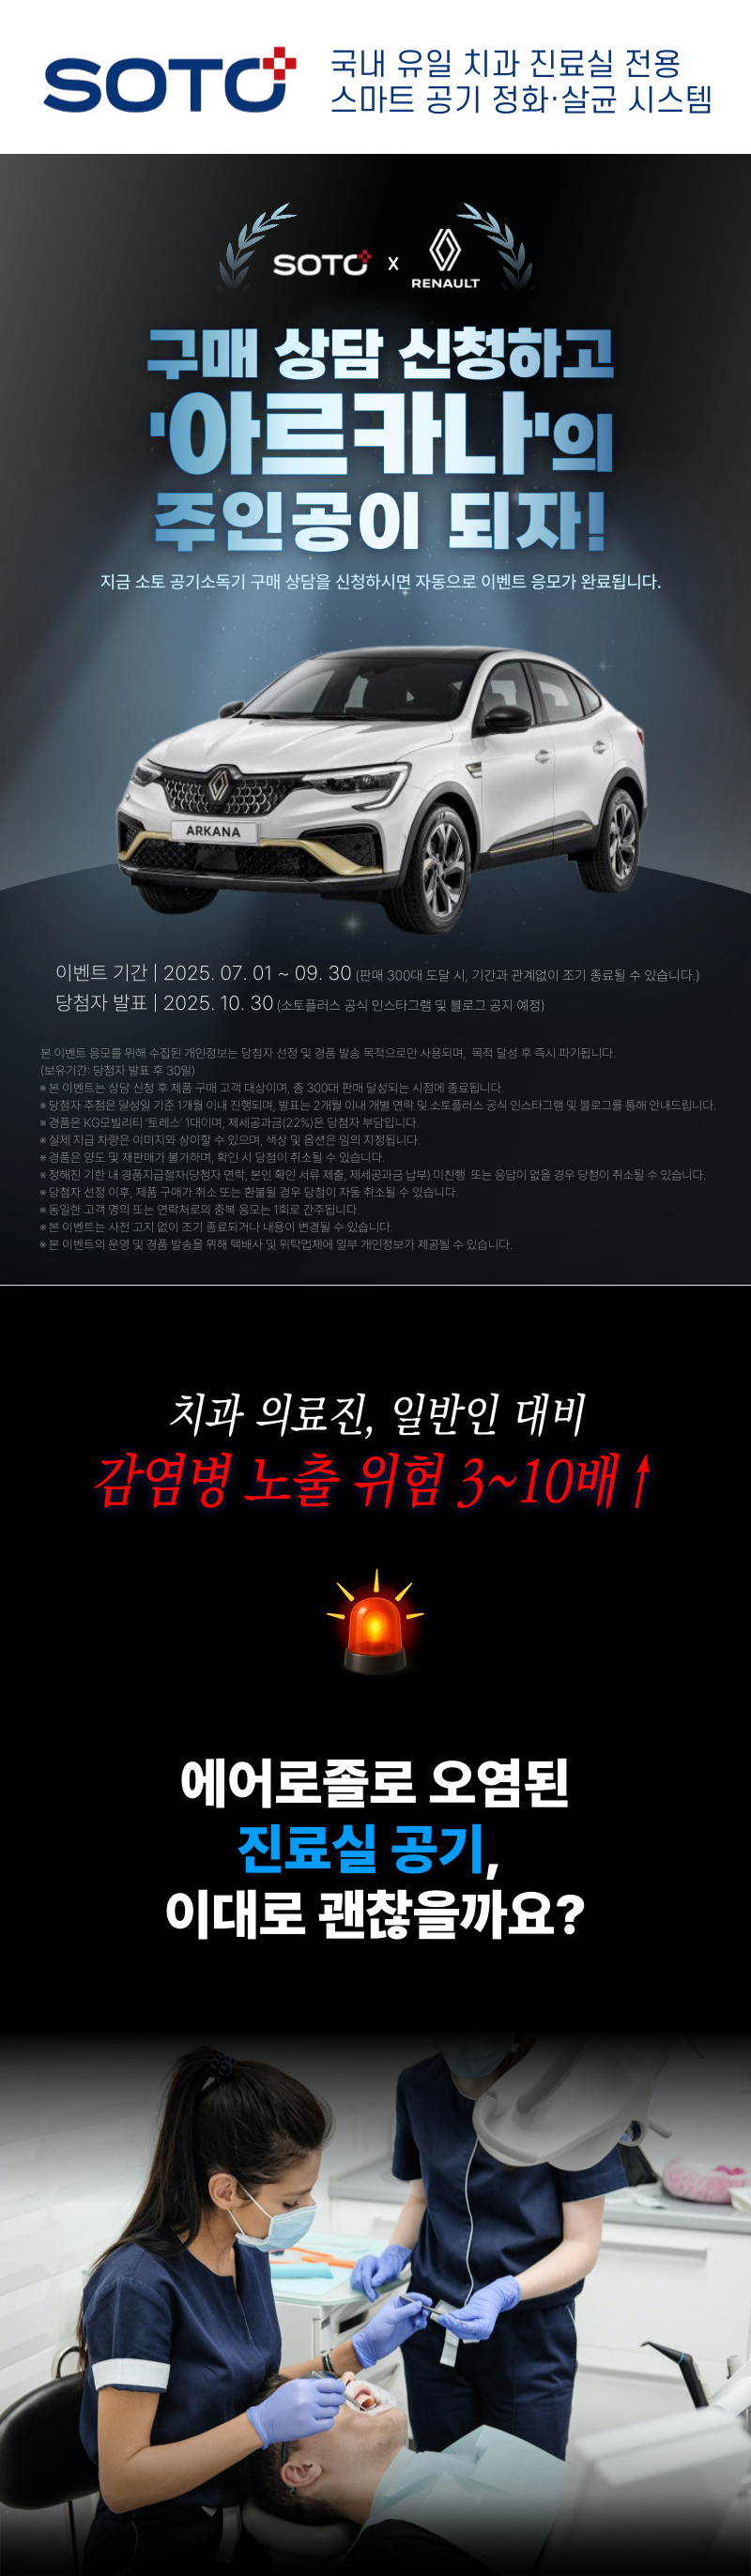 SOTO
국내 유일 치과 진료실 전용
스마트 공기 정화·살균 시스템
SOTO x RENAULT
구매 상담 신청하고
'아르카나'의
주인공이 되자!
지금 소토 공기소독기 구매 상담을 신청하시면 자동으로 이벤트 응모가 완료됩니다.
ARKANA
이벤트 기간 | 2025. 07. 01 ~ 09. 30 (판매 300대 도달 시, 기간과 관계없이 조기 종료될 수 있습니다.)
당첨자 발표 | 2025. 10. 30 (소토플러스 공식 인스타그램 및 블로그 공지 예정)
본 이벤트 응모를 위해 수집된 개인정보는 당첨자 선정 및 경품 발송 목적으로만 사용되며, 목적 달성 후 즉시 파기됩니다.
(보유기간: 당첨자 발표 후 30일)
※ 본 이벤트는 상담 신청 후 제품 구매 고객 대상이며, 총 300대 판매 달성되는 시점에 종료됩니다.
※ 당첨자 추첨은 달성일 기준 1개월 이내 진행되며, 발표는 2개월 이내 개별 연락 및 소토플러스 공식 인스타그램 및 블로그를 통해 안내드립니다.
※ 경품은 KG모빌리티 '토레스' 1대이며, 제세공과금(22%)은 당첨자 부담입니다.
※ 실제 지급 차량은 이미지와 상이할 수 있으며, 색상 및 옵션은 임의 지정됩니다.
※ 경품은 양도 및 재판매가 불가하며, 확인 시 당첨이 취소될 수 있습니다.
※ 정해진 기한 내 경품지급절차(당첨자 연락, 본인 확인 서류 제출, 제세공과금 납부) 미진행 또는 응답이 없을 경우 당첨이 취소될 수 있습니다.
※ 당첨자 선정 이후, 제품 구매가 취소 또는 환불될 경우 당첨이 자동 취소될 수 있습니다.
※ 동일한 고객 명의 또는 연락처로의 중복 응모는 1회로 간주됩니다.
※ 본 이벤트는 사전 고지 없이 조기 종료되거나 내용이 변경될 수 있습니다.
※ 본 이벤트의 운영 및 경품 발송을 위해 택배사 및 위탁업체에 일부 개인정보가 제공될 수 있습니다.
치과 의료진, 일반인 대비
감염병 노출 위험 3~10배↑
에어로졸로 오염된
진료실 공기,
이대로 괜찮을까요?